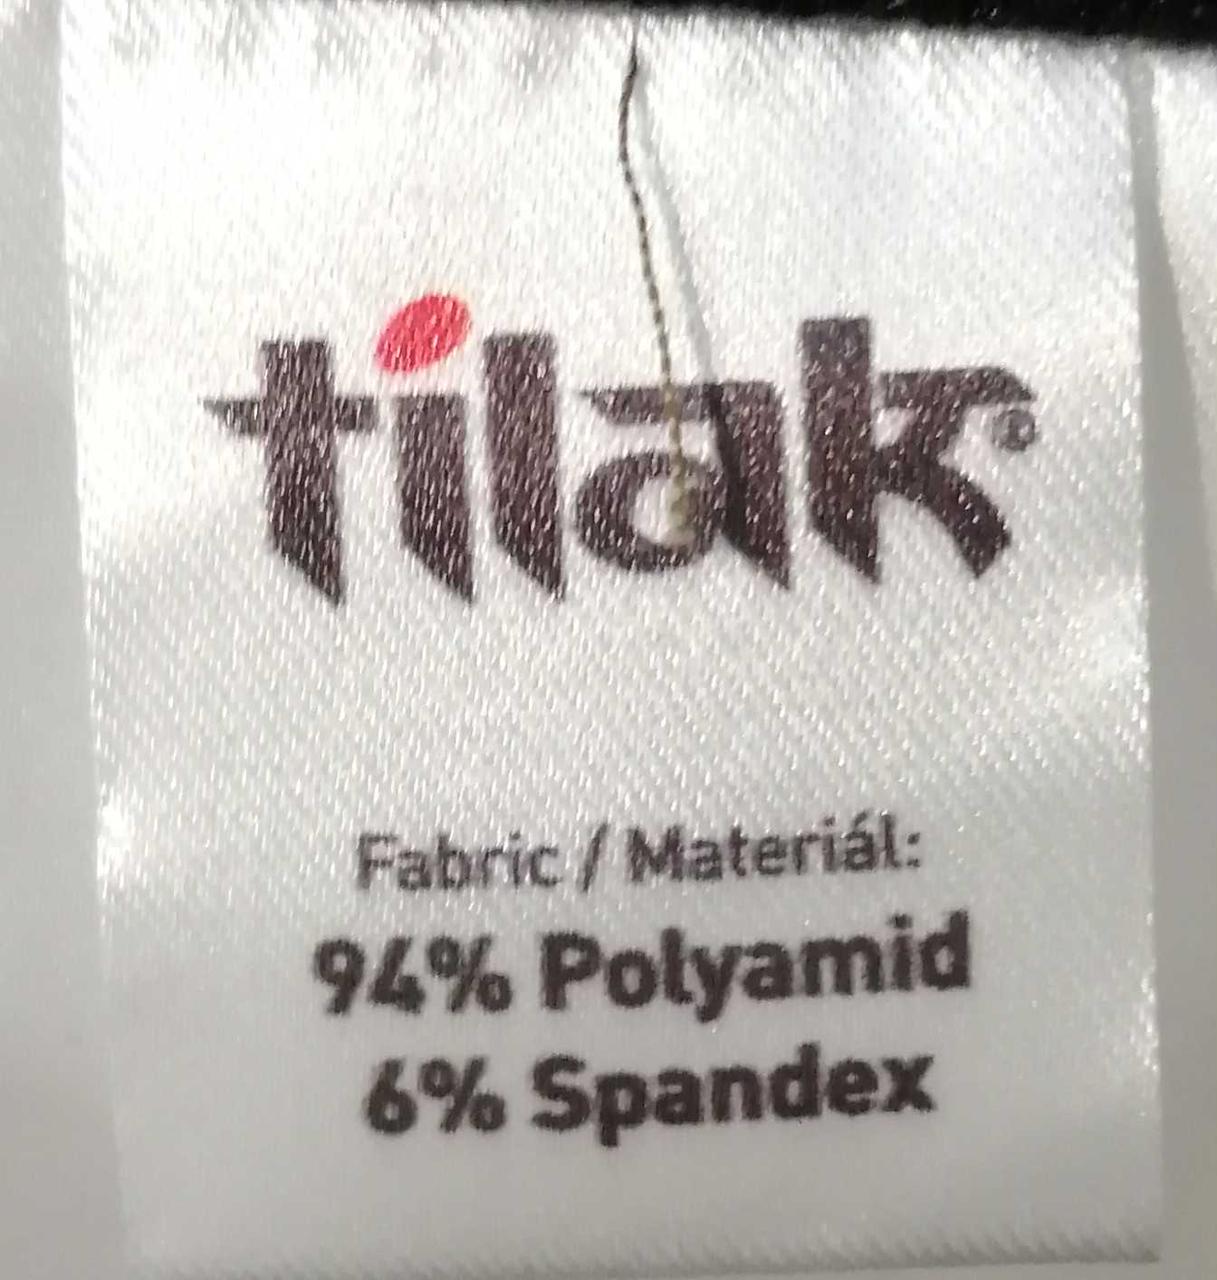 tilak®
Fabric / Materiál:
94% Polyamid
6% Spandex